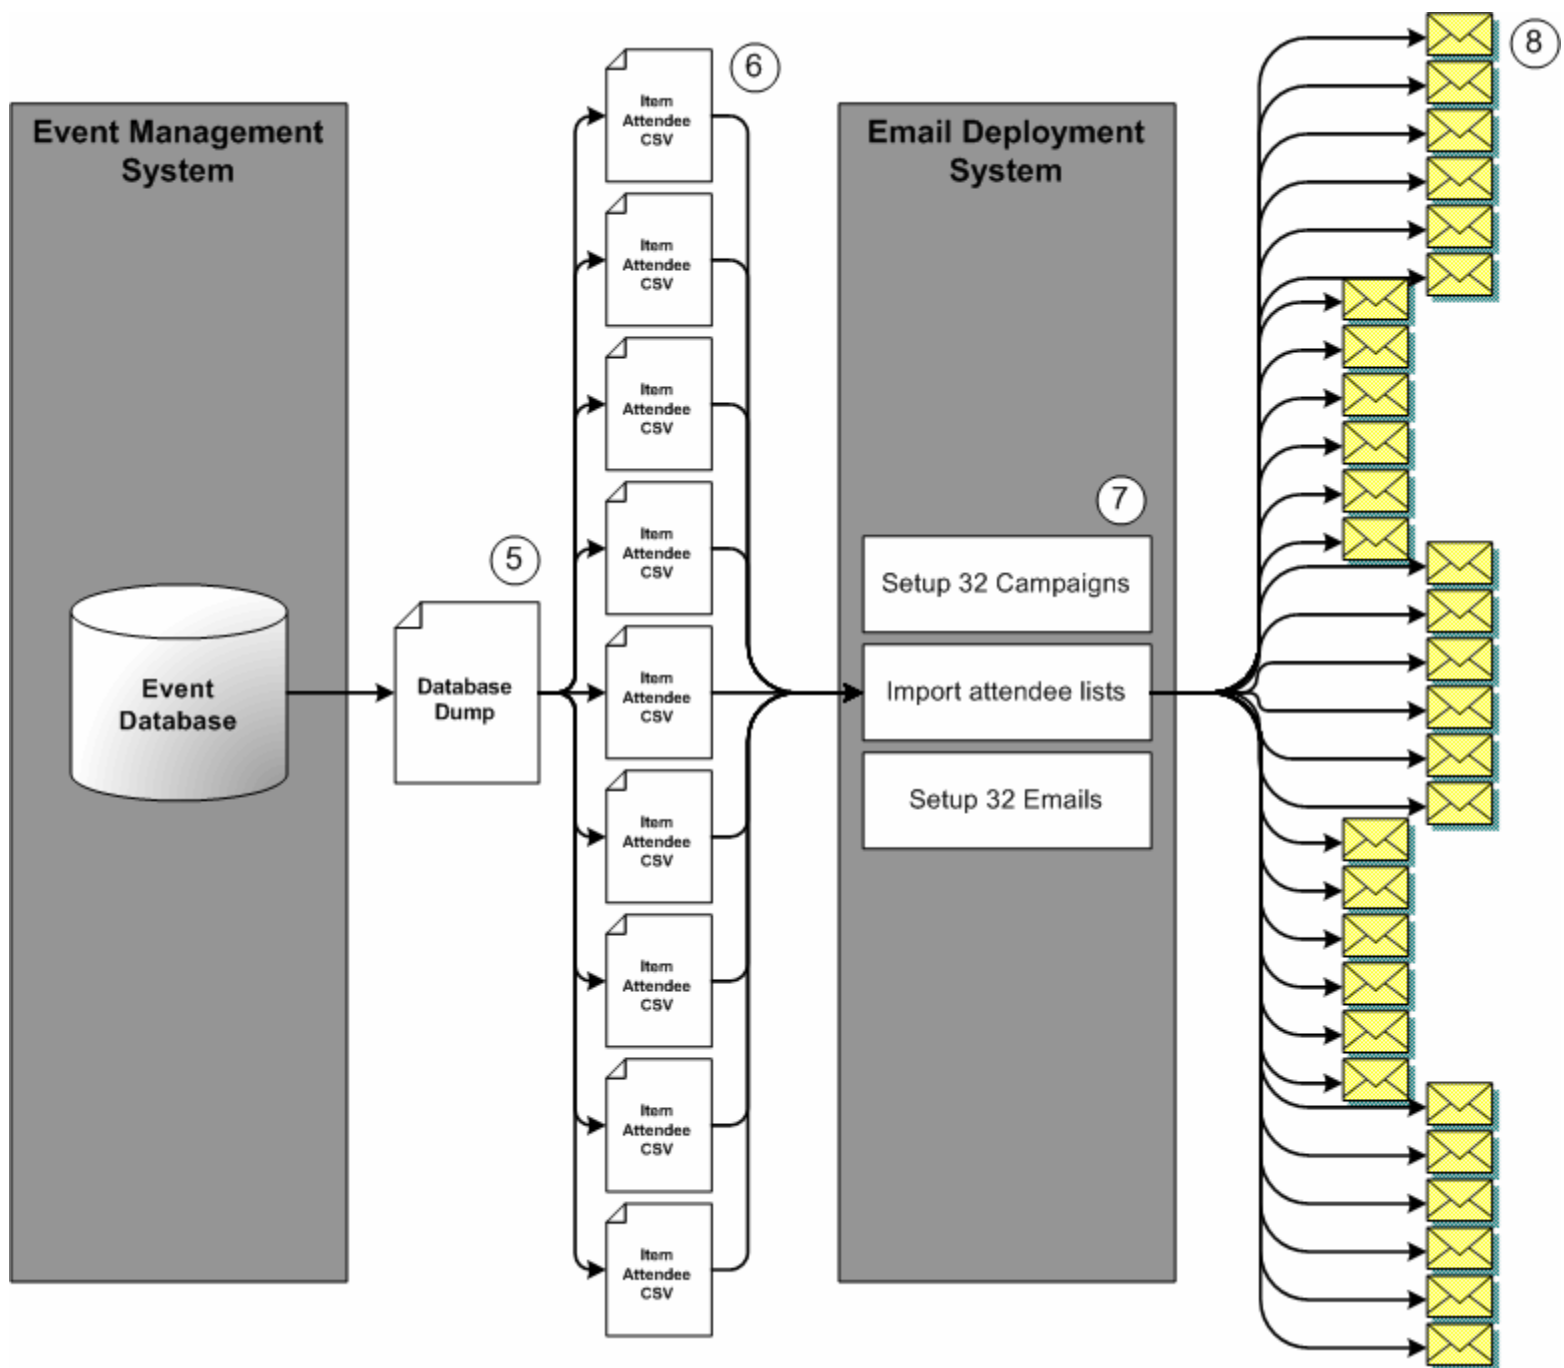 Event Management
System
Event
Database
5
Database
Dump
6
Item
Attendee
CSV
Item
Attendee
CSV
Item
Attendee
CSV
Item
Attendee
CSV
Item
Attendee
CSV
Item
Attendee
CSV
Item
Attendee
CSV
Item
Attendee
CSV
Item
Attendee
CSV
Email Deployment
System
7
Setup 32 Campaigns
Import attendee lists
Setup 32 Emails
8